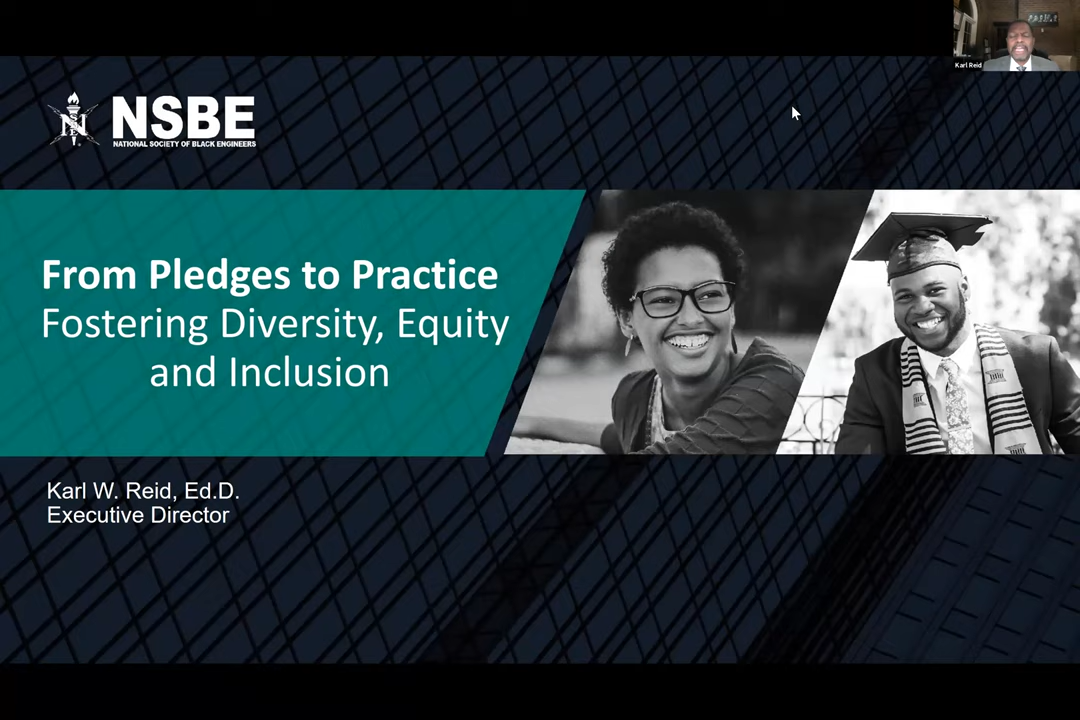 Karl Reid
NSBE
NATIONAL SOCIETY OF BLACK ENGINEERS
From Pledges to Practice
Fostering Diversity, Equity
and Inclusion
Karl W. Reid, Ed.D.
Executive Director